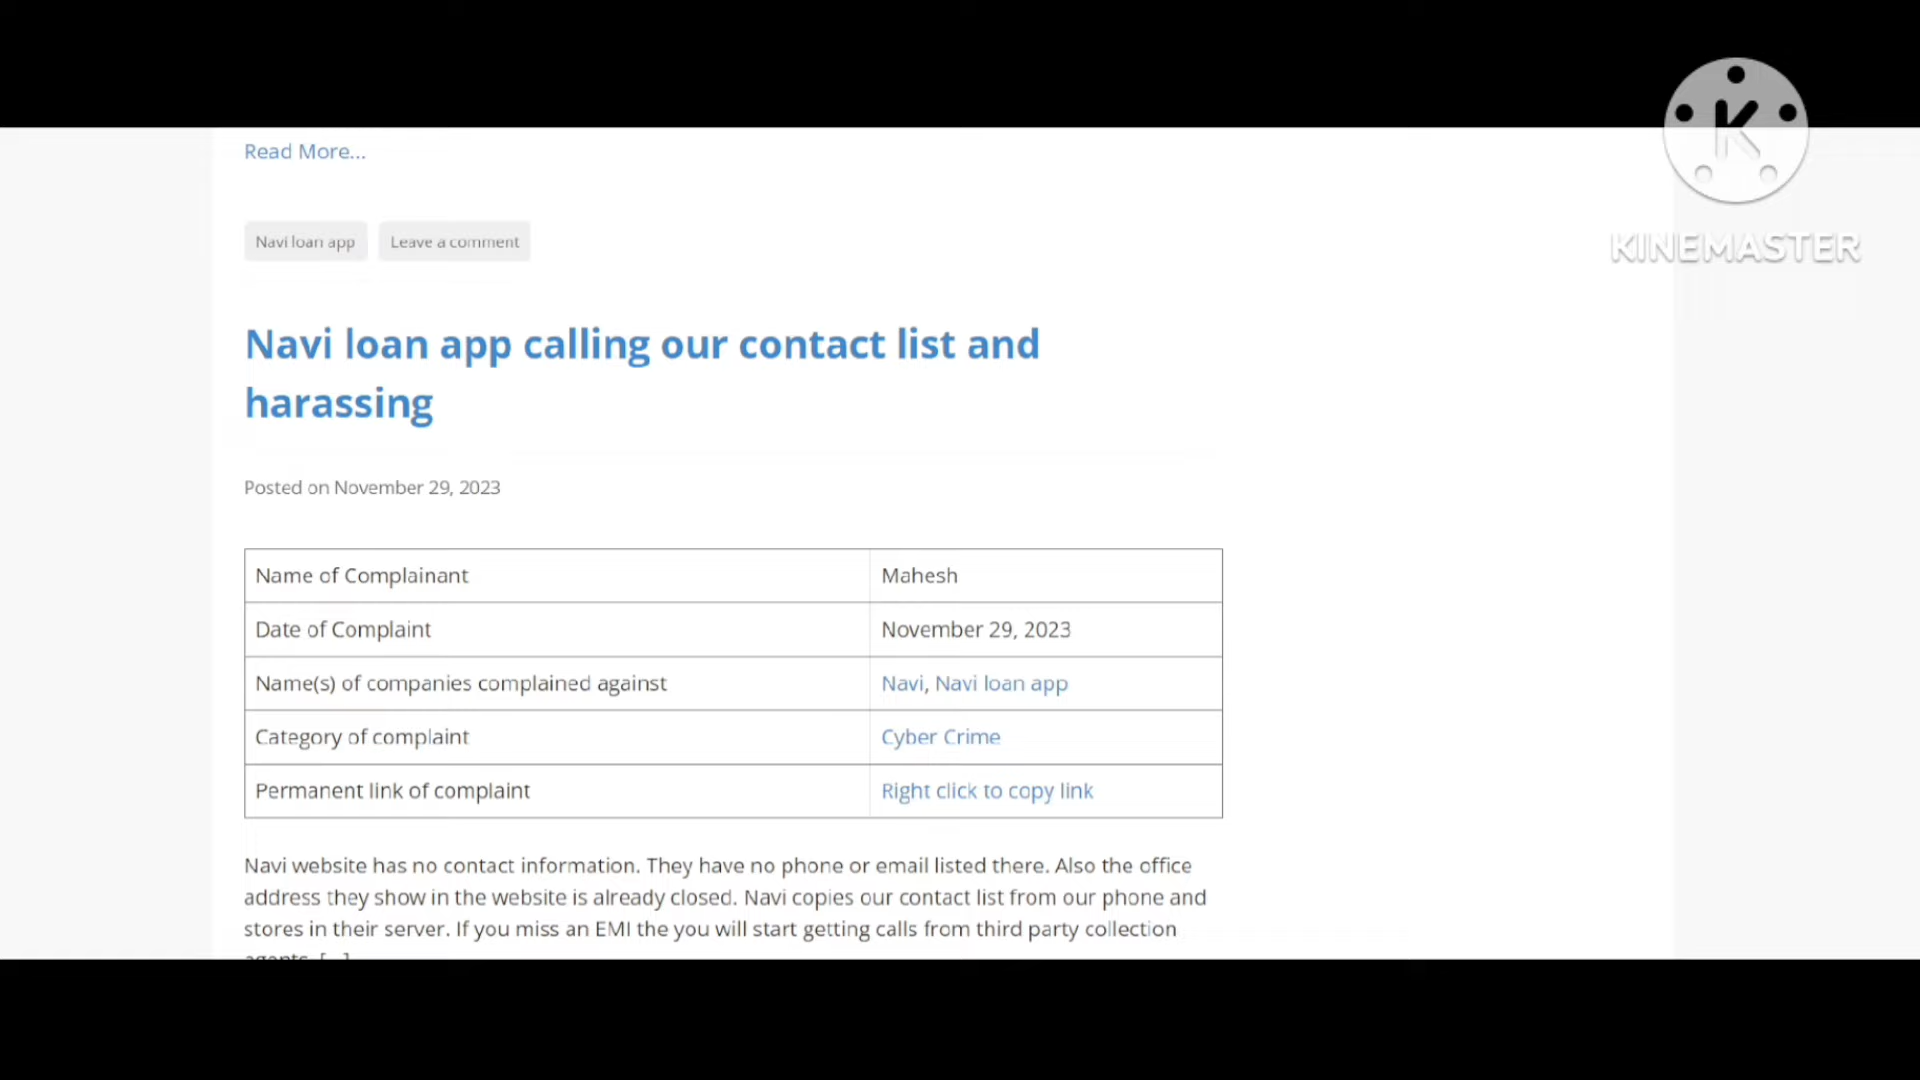 Read More...
Navi loan app Leave a comment
Navi loan app calling our contact list and
harassing
Posted on November 29, 2023
Name of Complainant Mahesh
Date of Complaint November 29, 2023
Name(s) of companies complained against Navi, Navi loan app
Category of complaint Cyber Crime
Permanent link of complaint Right click to copy link
Navi website has no contact information. They have no phone or email listed there. Also the office
address they show in the website is already closed. Navi copies our contact list from our phone and
stores in their server. If you miss an EMI the you will start getting calls from third party collection
K
KINEMASTER